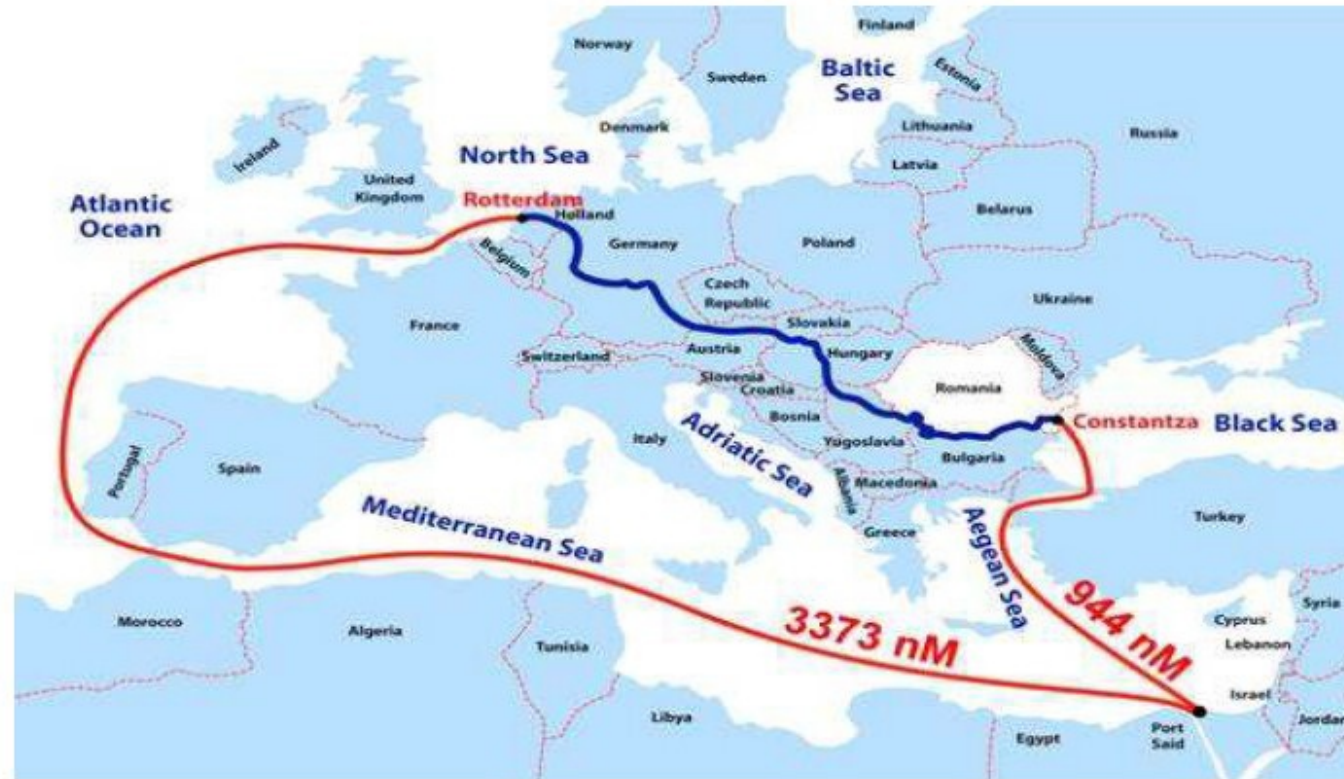 Finland
Norway
Sweden
Baltic
Sea
Estonia
Denmark
Lithuania
Russia
Ireland
North Sea
Latvia
United
Kingdom
Rotterdam
Holland
Belarus
Atlantic
Ocean
Germany
Poland
Belgium
Czech
Republic
Ukraine
France
Slovakia
Moldova
Switzerland
Austria
Hungary
Slovenia
Croatia
Romania
Bosnia
Constantza
Black Sea
Italy
Adriatic Sea
Yugoslavia
Bulgaria
Portugal
Spain
Albania
Macedonia
Mediterranean Sea
Greece
Aegean Sea
Turkey
Morocco
Algeria
Tunisia
3373 nM
944 nM
Cyprus
Syria
Lebanon
Israel
Libya
Egypt
Port
Said
Jordan